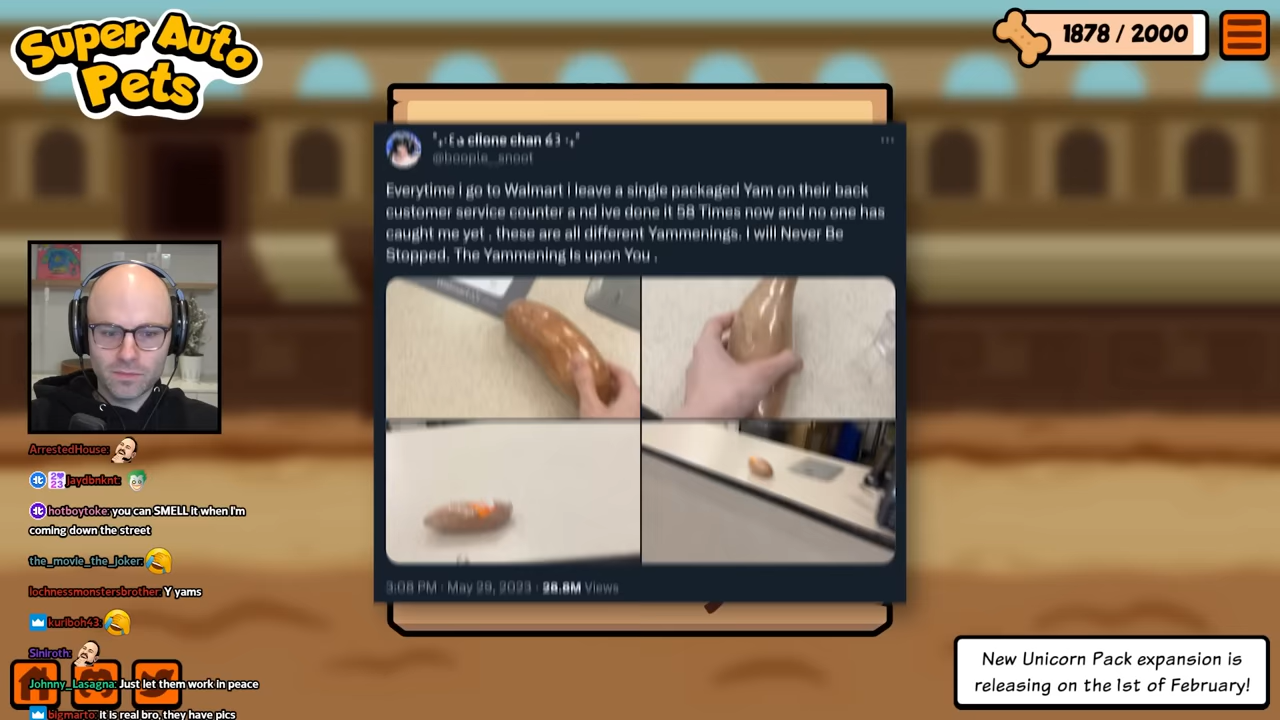 Super Auto
Pets
1878 / 2000
clione chan
@boople_snoot
Everytime i go to Walmart i leave a single packaged Yam on their back
customer service counter a nd ive done it 58 Times now and no one has
caught me yet , these are all different Yammenings. I will Never Be
Stopped. The Yammening Is upon You .
3:08 PM · May 29, 2023 · 28.8M Views
ArrestedHouse:
Jaydbnknt:
hotboytoke: you can SMELL it when I'm
coming down the street
the_movie_the_Joker:
lochnessmonstersbrother: Y yams
kuriboh43:
Siniroth:
Johnny_Lasagna: Just let them work in peace
bigmarto: It is real bro, they have pics
New Unicorn Pack expansion is
releasing on the 1st of February!